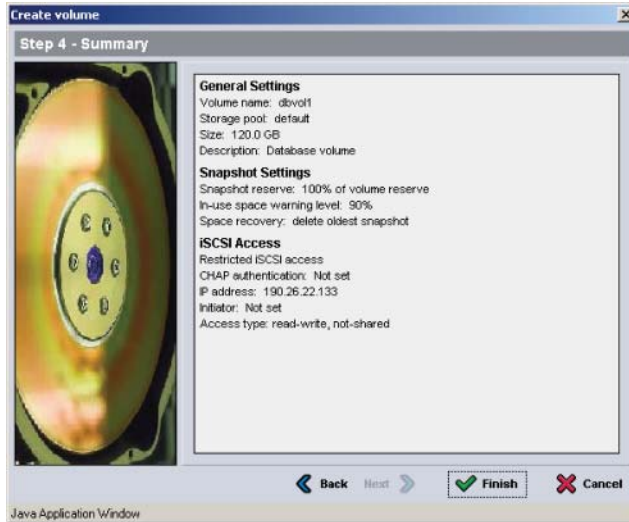 Create volume
Step 4 - Summary
General Settings
Volume name: dbvol1
Storage pool: default
Size: 120.0 GB
Description: Database volume
Snapshot Settings
Snapshot reserve: 100% of volume reserve
In-use space warning level: 90%
Space recovery: delete oldest snapshot
iSCSI Access
Restricted iSCSI access
CHAP authentication: Not set
IP address: 190.26.22.133
Initiator: Not set
Access type: read-write, not-shared
Back Next Finish Cancel
Java Application Window